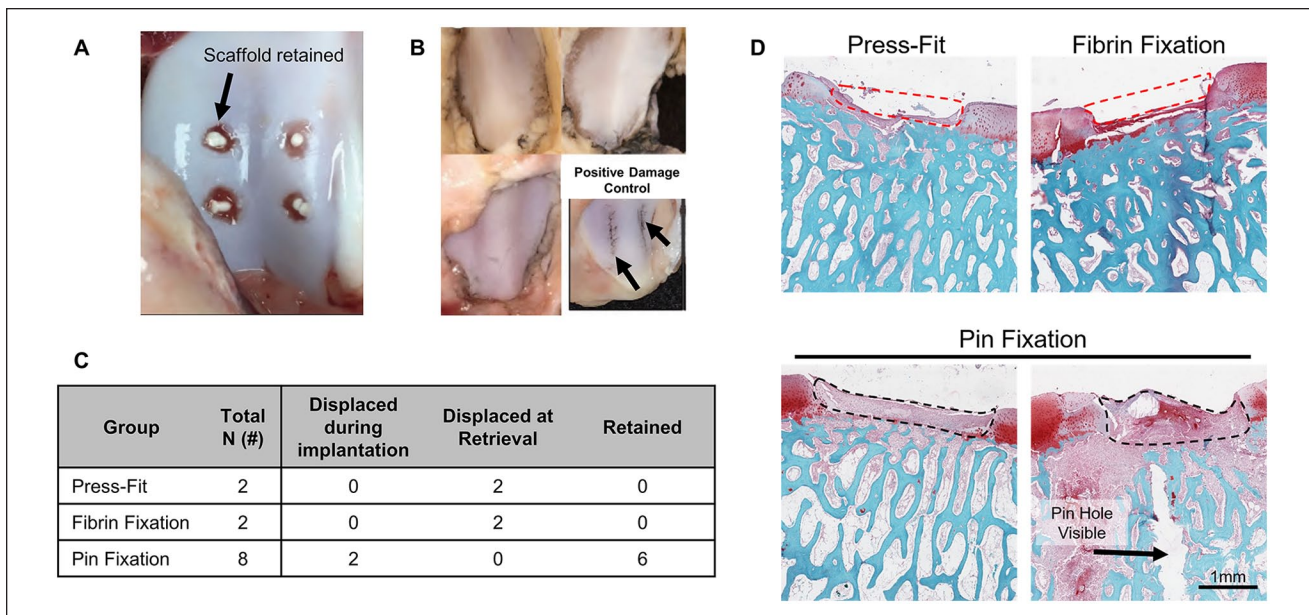 A
Scaffold retained
B
Positive Damage
Control
C
Group Total N (#) Displaced during implantation Displaced at Retrieval Retained
Press-Fit 2 0 2 0
Fibrin Fixation 2 0 2 0
Pin Fixation 8 2 0 6
D
Press-Fit Fibrin Fixation
Pin Fixation
Pin Hole
Visible
1mm